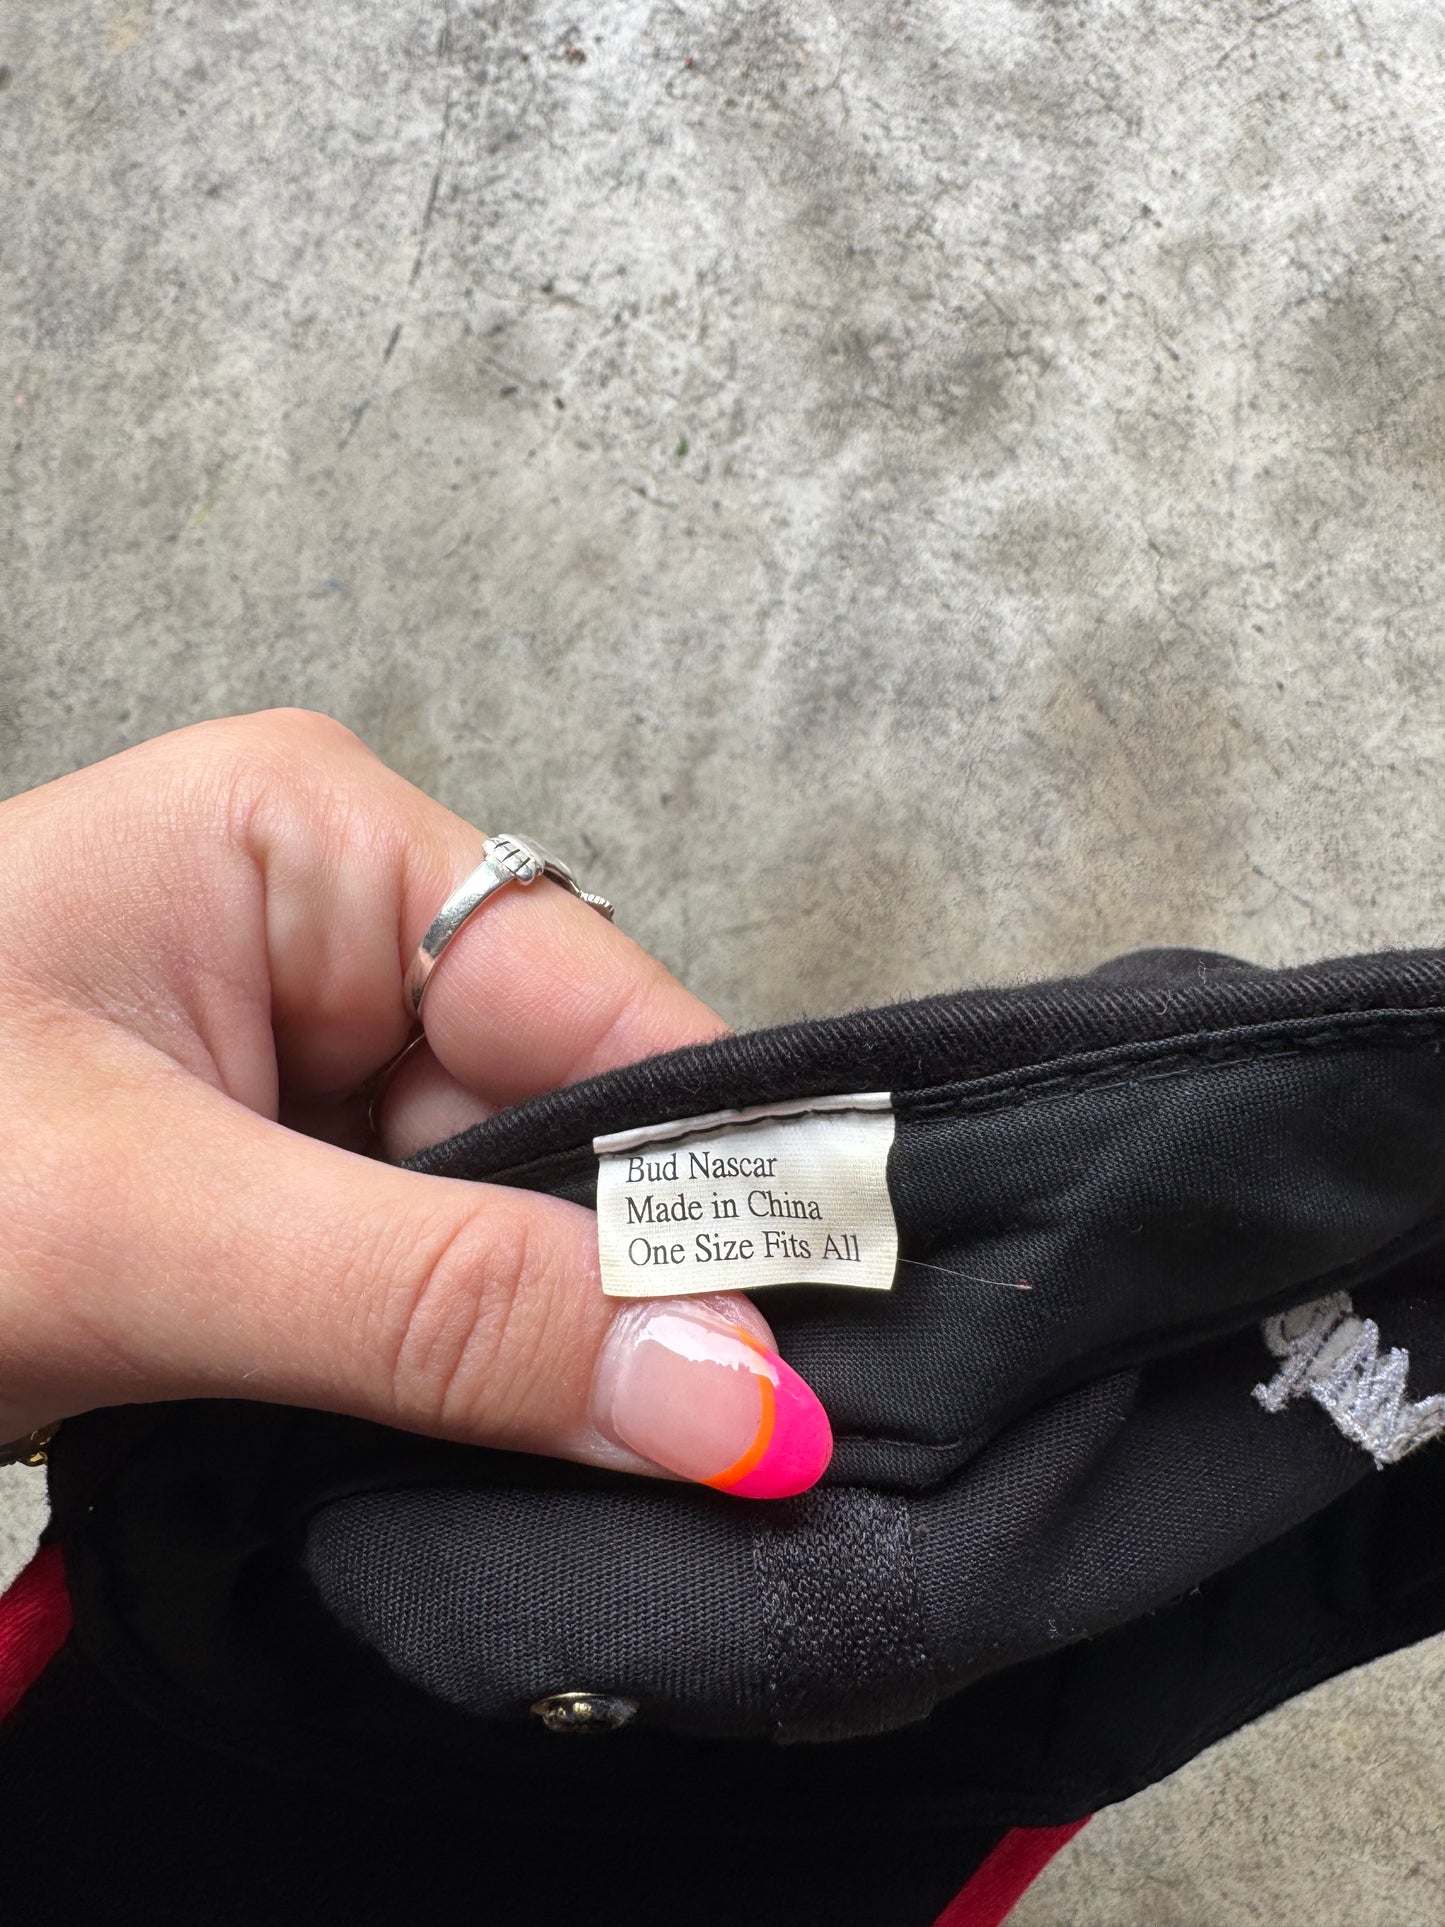 Bud Nascar
Made in China
One Size Fits All